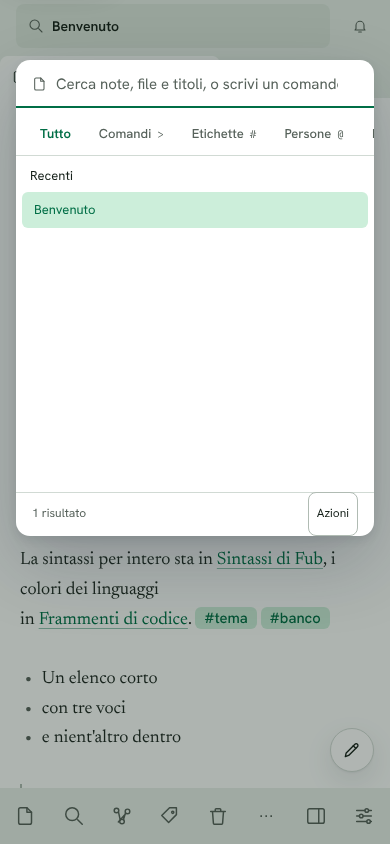 Benvenuto
Cerca note, file e titoli, o scrivi un comand
Tutto Comandi > Etichette # Persone @
Recenti
Benvenuto
1 risultato Azioni
La sintassi per intero sta in Sintassi di Fub, i
colori dei linguaggi
in Frammenti di codice. #tema #banco
• Un elenco corto
• con tre voci
• e nient'altro dentro